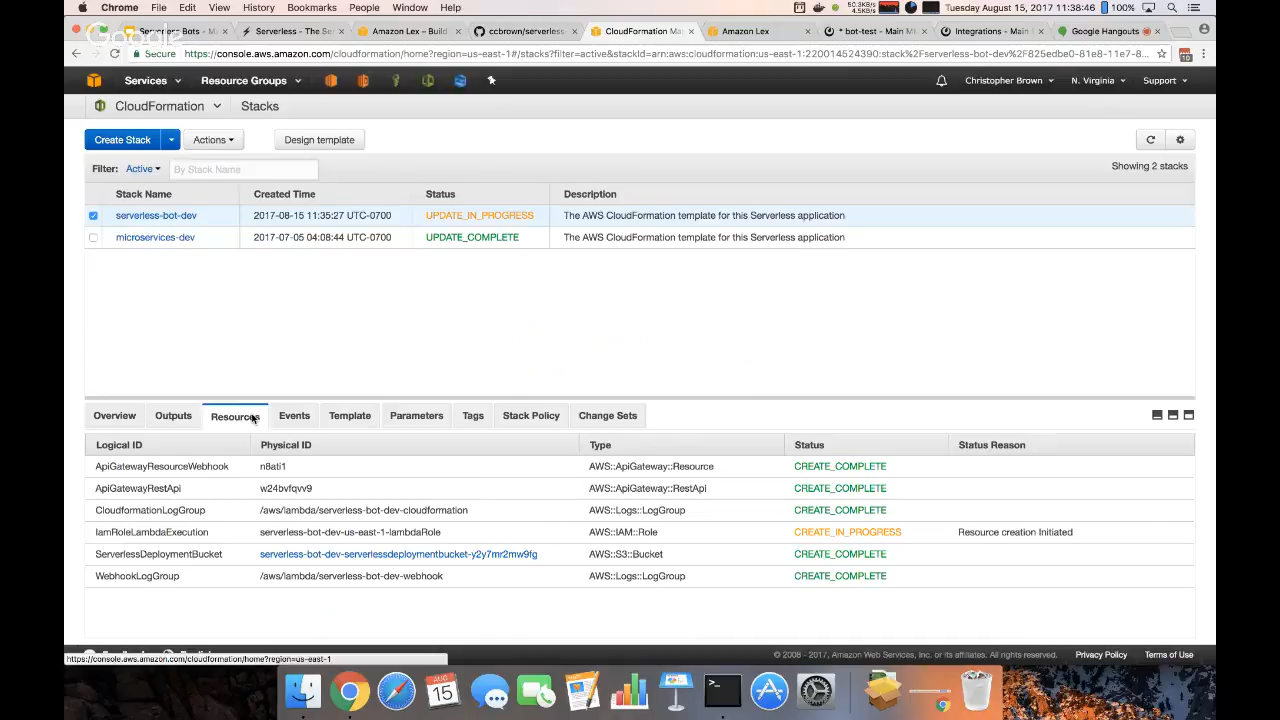 Chrome File Edit View History Bookmarks People Window Help 50.3KB/s 4.5KB/s Tuesday August 15, 2017 11:38:46 100%
Serverless - The Se Amazon Lex – Build ccbrown/serverless CloudFormation Ma Amazon Lex * bot-test - Main M Integrations - Main Google Hangouts
Google
Secure https://console.aws.amazon.com/cloudformation/home?region=us-east-1#/stacks?filter=active&stackId=arn:aws:cloudformation:us-east-1:220014524390:stack%2Fserverless-bot-dev%2F825edbe0-81e8-11e7-8... 10
Services Resource Groups Christopher Brown N. Virginia Support
CloudFormation Stacks
Create Stack Actions Design template
Filter: Active By Stack Name Showing 2 stacks
Stack Name Created Time Status Description
serverless-bot-dev 2017-08-15 11:35:27 UTC-0700 UPDATE_IN_PROGRESS The AWS CloudFormation template for this Serverless application
microservices-dev 2017-07-05 04:08:44 UTC-0700 UPDATE_COMPLETE The AWS CloudFormation template for this Serverless application
Overview Outputs Resources Events Template Parameters Tags Stack Policy Change Sets
Logical ID Physical ID Type Status Status Reason
ApiGatewayResourceWebhook n8ati1 AWS::ApiGateway::Resource CREATE_COMPLETE
ApiGatewayRestApi w24bvfqvv9 AWS::ApiGateway::RestApi CREATE_COMPLETE
CloudformationLogGroup /aws/lambda/serverless-bot-dev-cloudformation AWS::Logs::LogGroup CREATE_COMPLETE
IamRoleLambdaExecution serverless-bot-dev-us-east-1-lambdaRole AWS::IAM::Role CREATE_IN_PROGRESS Resource creation Initiated
ServerlessDeploymentBucket serverless-bot-dev-serverlessdeploymentbucket-y2y7mr2mw9fg AWS::S3::Bucket CREATE_COMPLETE
WebhookLogGroup /aws/lambda/serverless-bot-dev-webhook AWS::Logs::LogGroup CREATE_COMPLETE
© 2008 - 2017, Amazon Web Services, Inc. or its affiliates. All rights reserved. Privacy Policy Terms of Use
https://console.aws.amazon.com/cloudformation/home?region=us-east-1
AUG
15